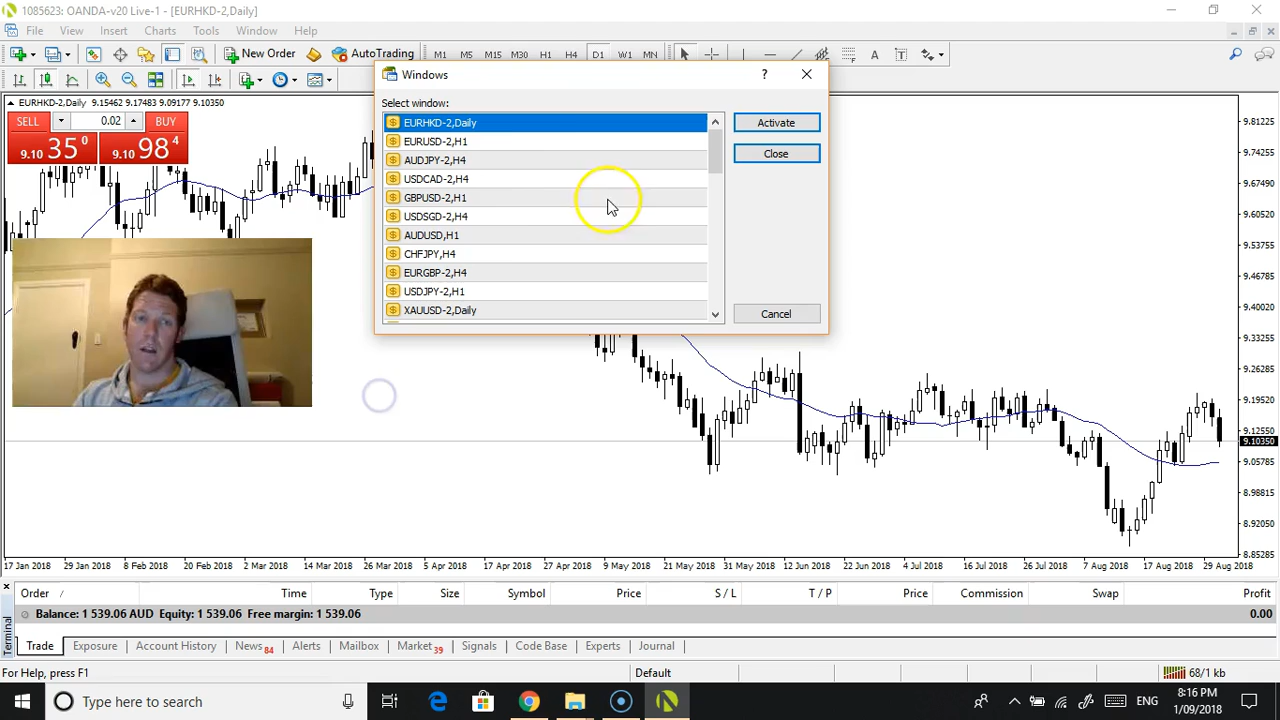 1085623: OANDA-v20 Live-1 - [EURHKD-2,Daily]
File View Insert Charts Tools Window Help
New Order AutoTrading M1 M5 M15 M30 H1 H4 D1 W1 MN A T
EURHKD-2,Daily 9.15462 9.17483 9.09177 9.10350
SELL 0.02 BUY
9.10 35 0 9.10 98 4
Windows ?
Select window:
EURHKD-2,Daily
EURUSD-2,H1
AUDJPY-2,H4
USDCAD-2,H4
GBPUSD-2,H1
USDSGD-2,H4
AUDUSD,H1
CHFJPY,H4
EURGBP-2,H4
USDJPY-2,H1
XAUUSD-2,Daily
Activate
Close
Cancel
9.81225
9.74255
9.67490
9.60520
9.53755
9.46785
9.40020
9.33255
9.26285
9.19520
9.12550
9.10350
9.05785
8.98815
8.92050
8.85285
17 Jan 2018 29 Jan 2018 8 Feb 2018 20 Feb 2018 2 Mar 2018 14 Mar 2018 26 Mar 2018 5 Apr 2018 17 Apr 2018 27 Apr 2018 9 May 2018 21 May 2018 31 May 2018 12 Jun 2018 22 Jun 2018 4 Jul 2018 16 Jul 2018 26 Jul 2018 7 Aug 2018 17 Aug 2018 29 Aug 2018
Order / Time Type Size Symbol Price S / L T / P Price Commission Swap Profit
Balance: 1 539.06 AUD Equity: 1 539.06 Free margin: 1 539.06 0.00
Terminal
Trade Exposure Account History News 84 Alerts Mailbox Market 39 Signals Code Base Experts Journal
For Help, press F1 Default 68/1 kb
Type here to search ENG 8:16 PM
1/09/2018